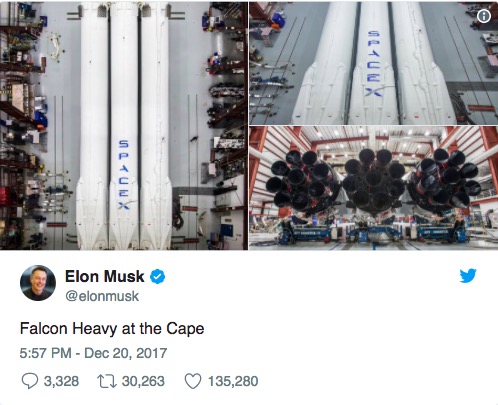 SPACEX
SPACEX
Elon Musk
@elonmusk
Falcon Heavy at the Cape
5:57 PM - Dec 20, 2017
3,328 30,263 135,280